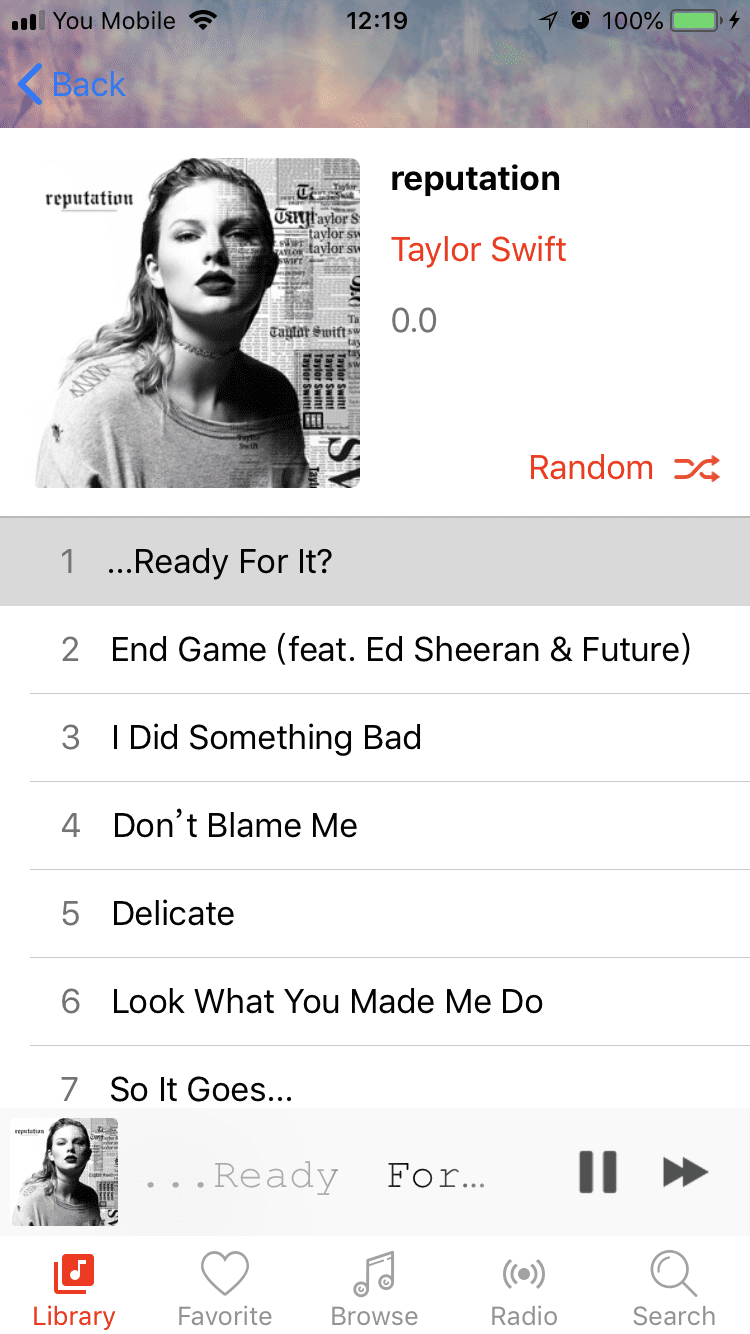 You Mobile 12:19 100%
Back
reputation
reputation
Taylor Swift
0.0
Random
1 ...Ready For It?
2 End Game (feat. Ed Sheeran & Future)
3 I Did Something Bad
4 Don’t Blame Me
5 Delicate
6 Look What You Made Me Do
7 So It Goes...
reputation
...Ready For…
Library Favorite Browse Radio Search